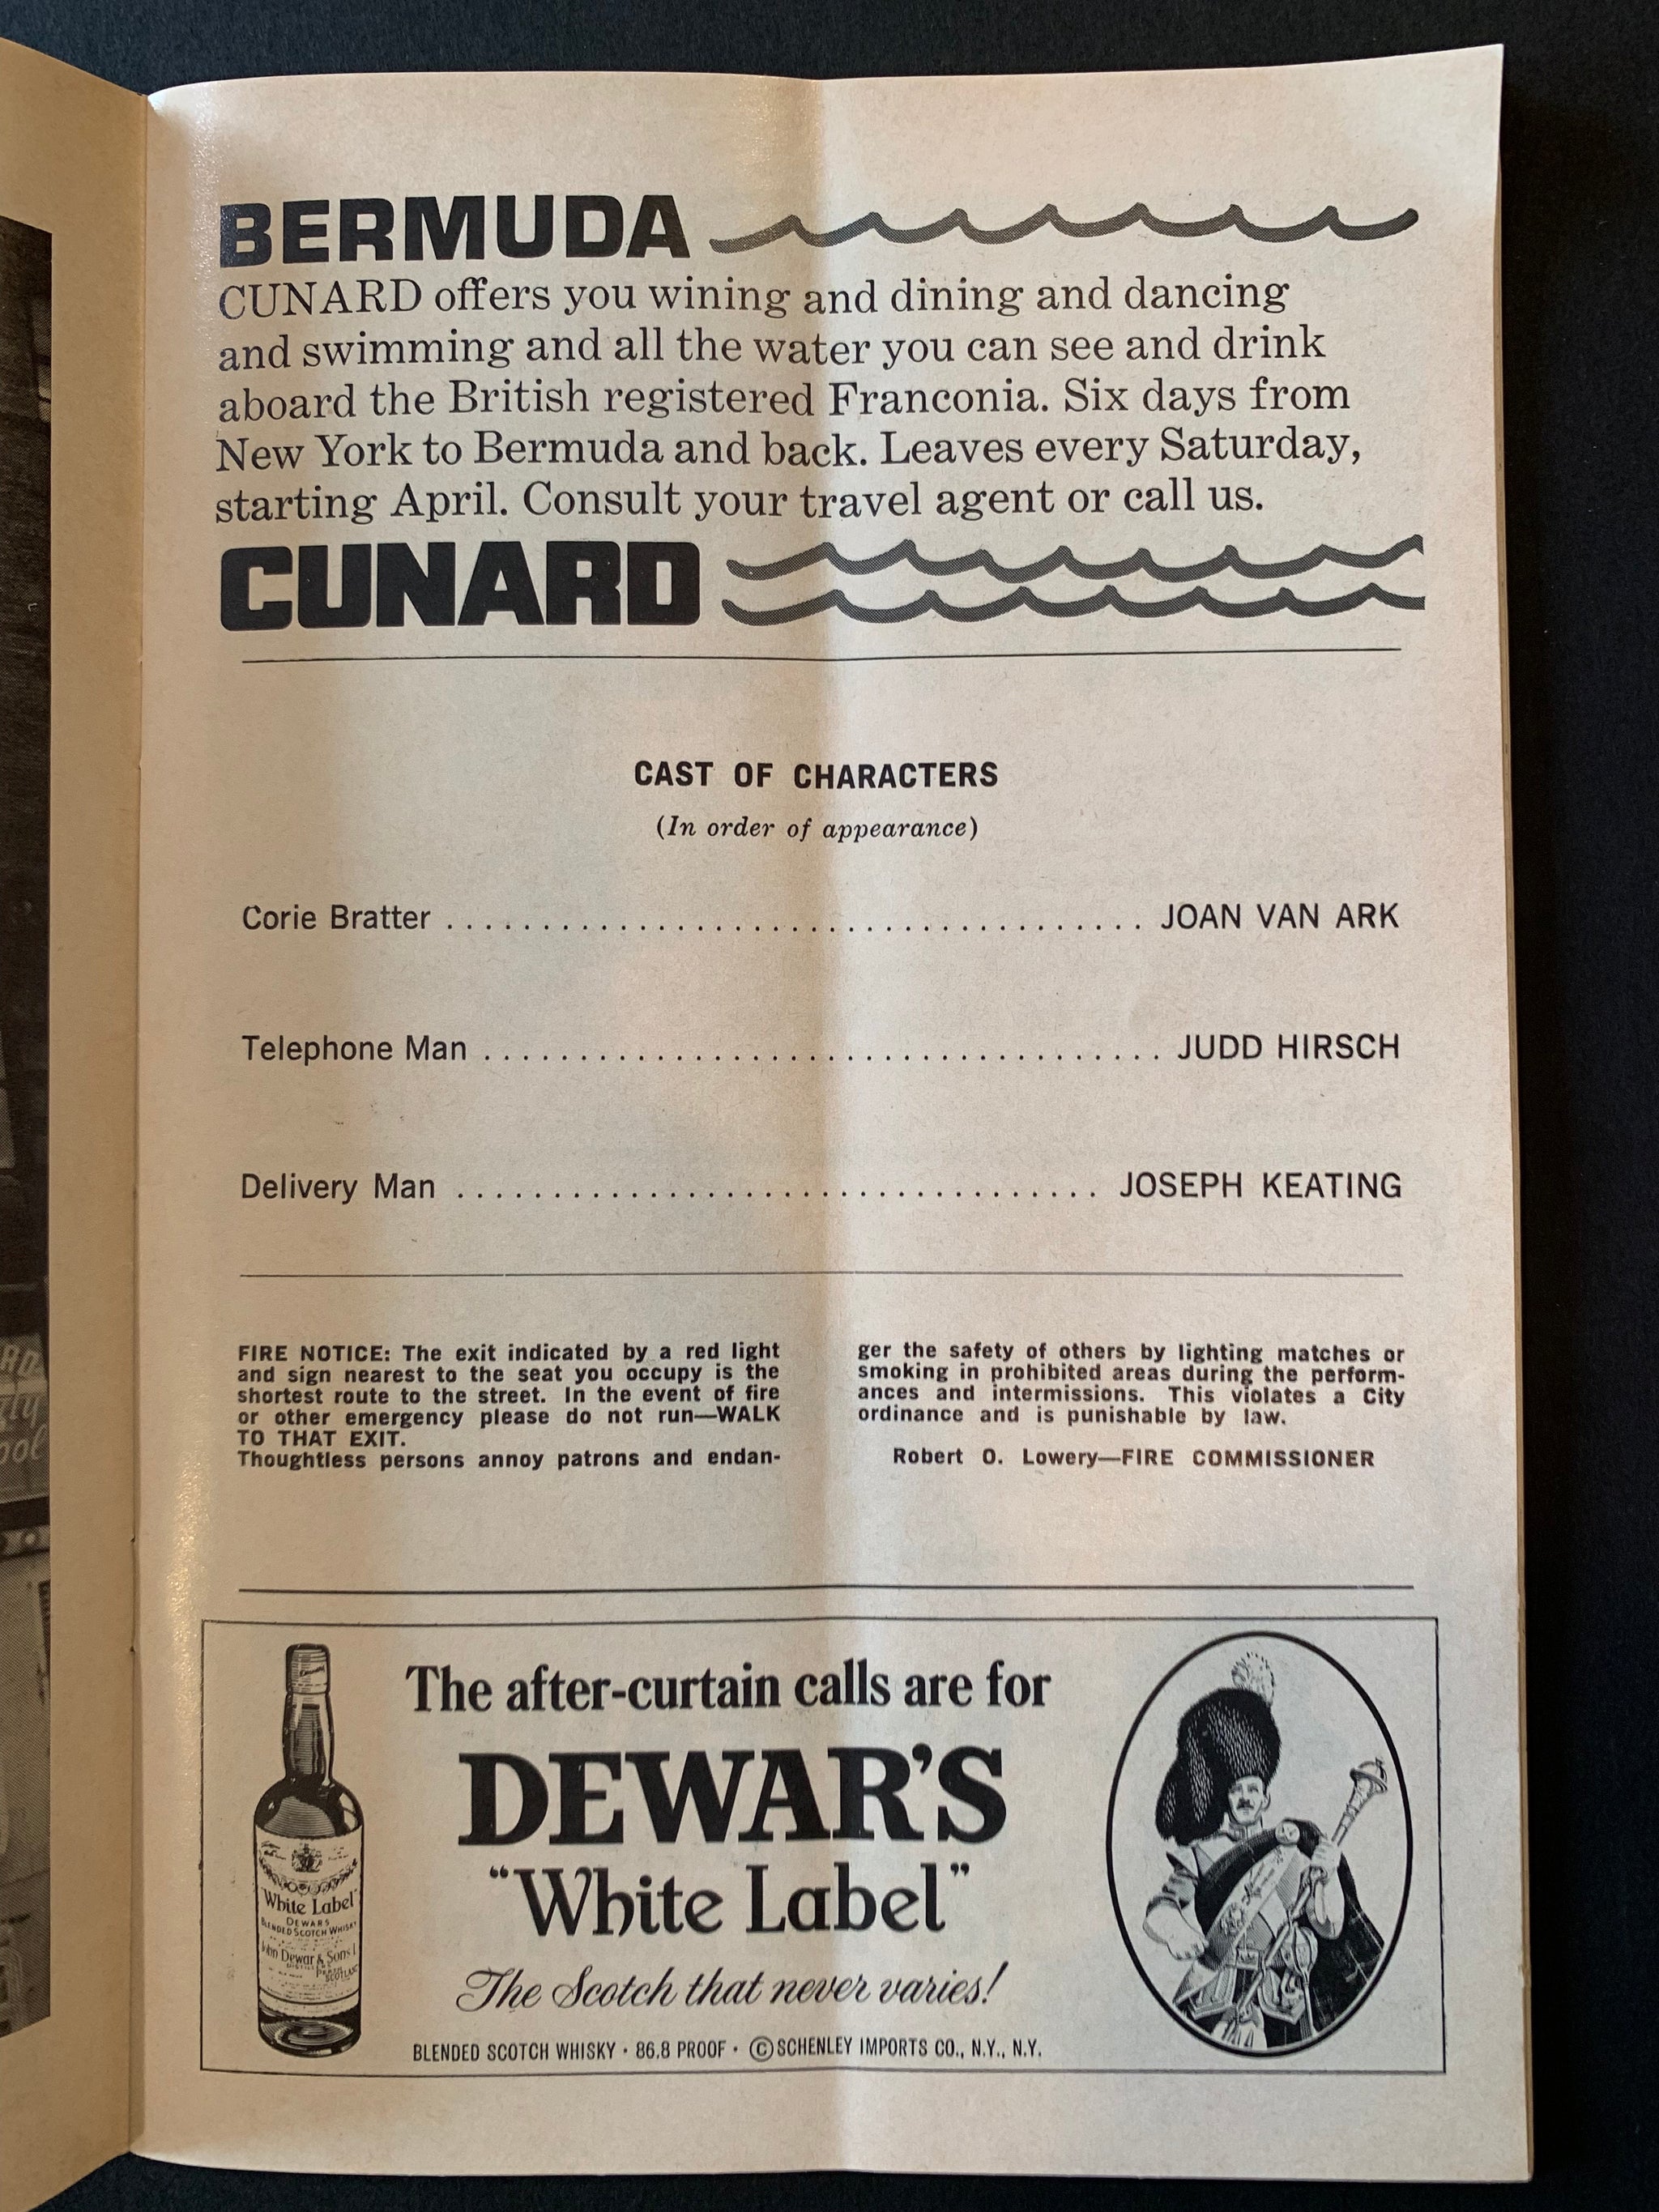 BERMUDA
CUNARD offers you wining and dining and dancing
and swimming and all the water you can see and drink
aboard the British registered Franconia. Six days from
New York to Bermuda and back. Leaves every Saturday,
starting April. Consult your travel agent or call us.
CUNARD
CAST OF CHARACTERS
(In order of appearance)
Corie Bratter . . . . . . . . . . . . . . . . . . . . . . . . . . . . . . . . . . . . JOAN VAN ARK
Telephone Man . . . . . . . . . . . . . . . . . . . . . . . . . . . . . . . . . . . JUDD HIRSCH
Delivery Man . . . . . . . . . . . . . . . . . . . . . . . . . . . . . . . . . JOSEPH KEATING
FIRE NOTICE: The exit indicated by a red light
and sign nearest to the seat you occupy is the
shortest route to the street. In the event of fire
or other emergency please do not run—WALK
TO THAT EXIT.
Thoughtless persons annoy patrons and endan-
ger the safety of others by lighting matches or
smoking in prohibited areas during the perform-
ances and intermissions. This violates a City
ordinance and is punishable by law.
Robert O. Lowery—FIRE COMMISSIONER
The after-curtain calls are for
DEWAR'S
"White Label"
The Scotch that never varies!
BLENDED SCOTCH WHISKY · 86.8 PROOF · ©SCHENLEY IMPORTS CO., N.Y., N.Y.
White Label
DEWARS
BLENDED SCOTCH WHISKY
John Dewar & Sons